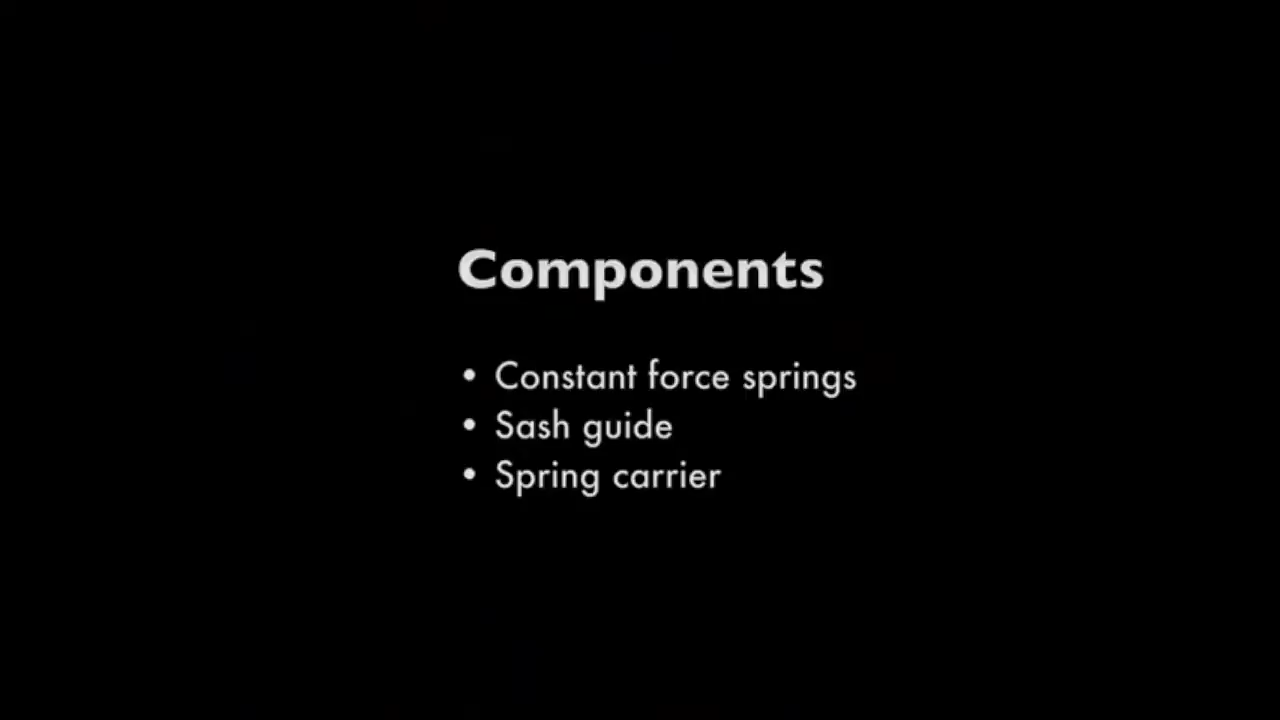 Components
• Constant force springs
• Sash guide
• Spring carrier